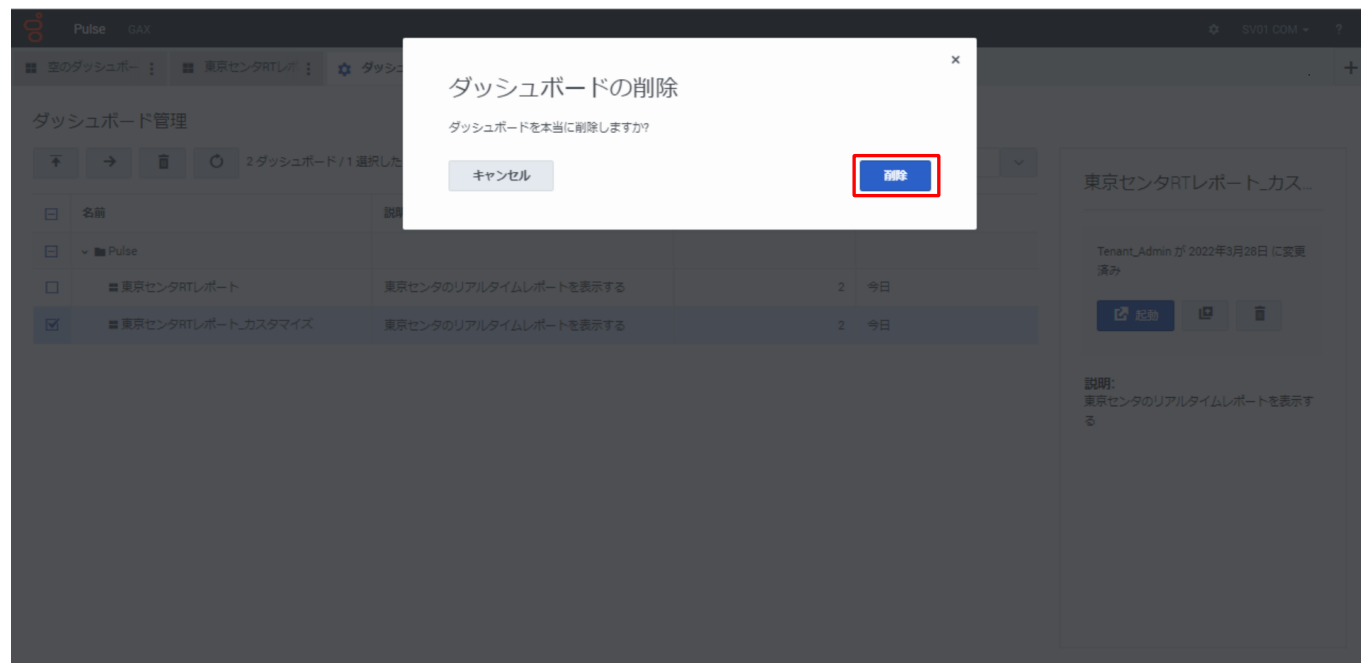 Pulse GAX
SV01 COM ?
空のダッシュボー
東京センタRTレポ
ダッシ
ダッシュボードの削除
ダッシュボードを本当に削除しますか?
キャンセル
削除
ダッシュボード管理
2 ダッシュボード / 1 選択した
名前
説明
Pulse
東京センタRTレポート 東京センタのリアルタイムレポートを表示する 2 今日
東京センタRTレポート_カスタマイズ 東京センタのリアルタイムレポートを表示する 2 今日
東京センタRTレポート_カス...
Tenant_Admin が 2022年3月28日 に変更
済み
起動
説明:
東京センタのリアルタイムレポートを表示す
る